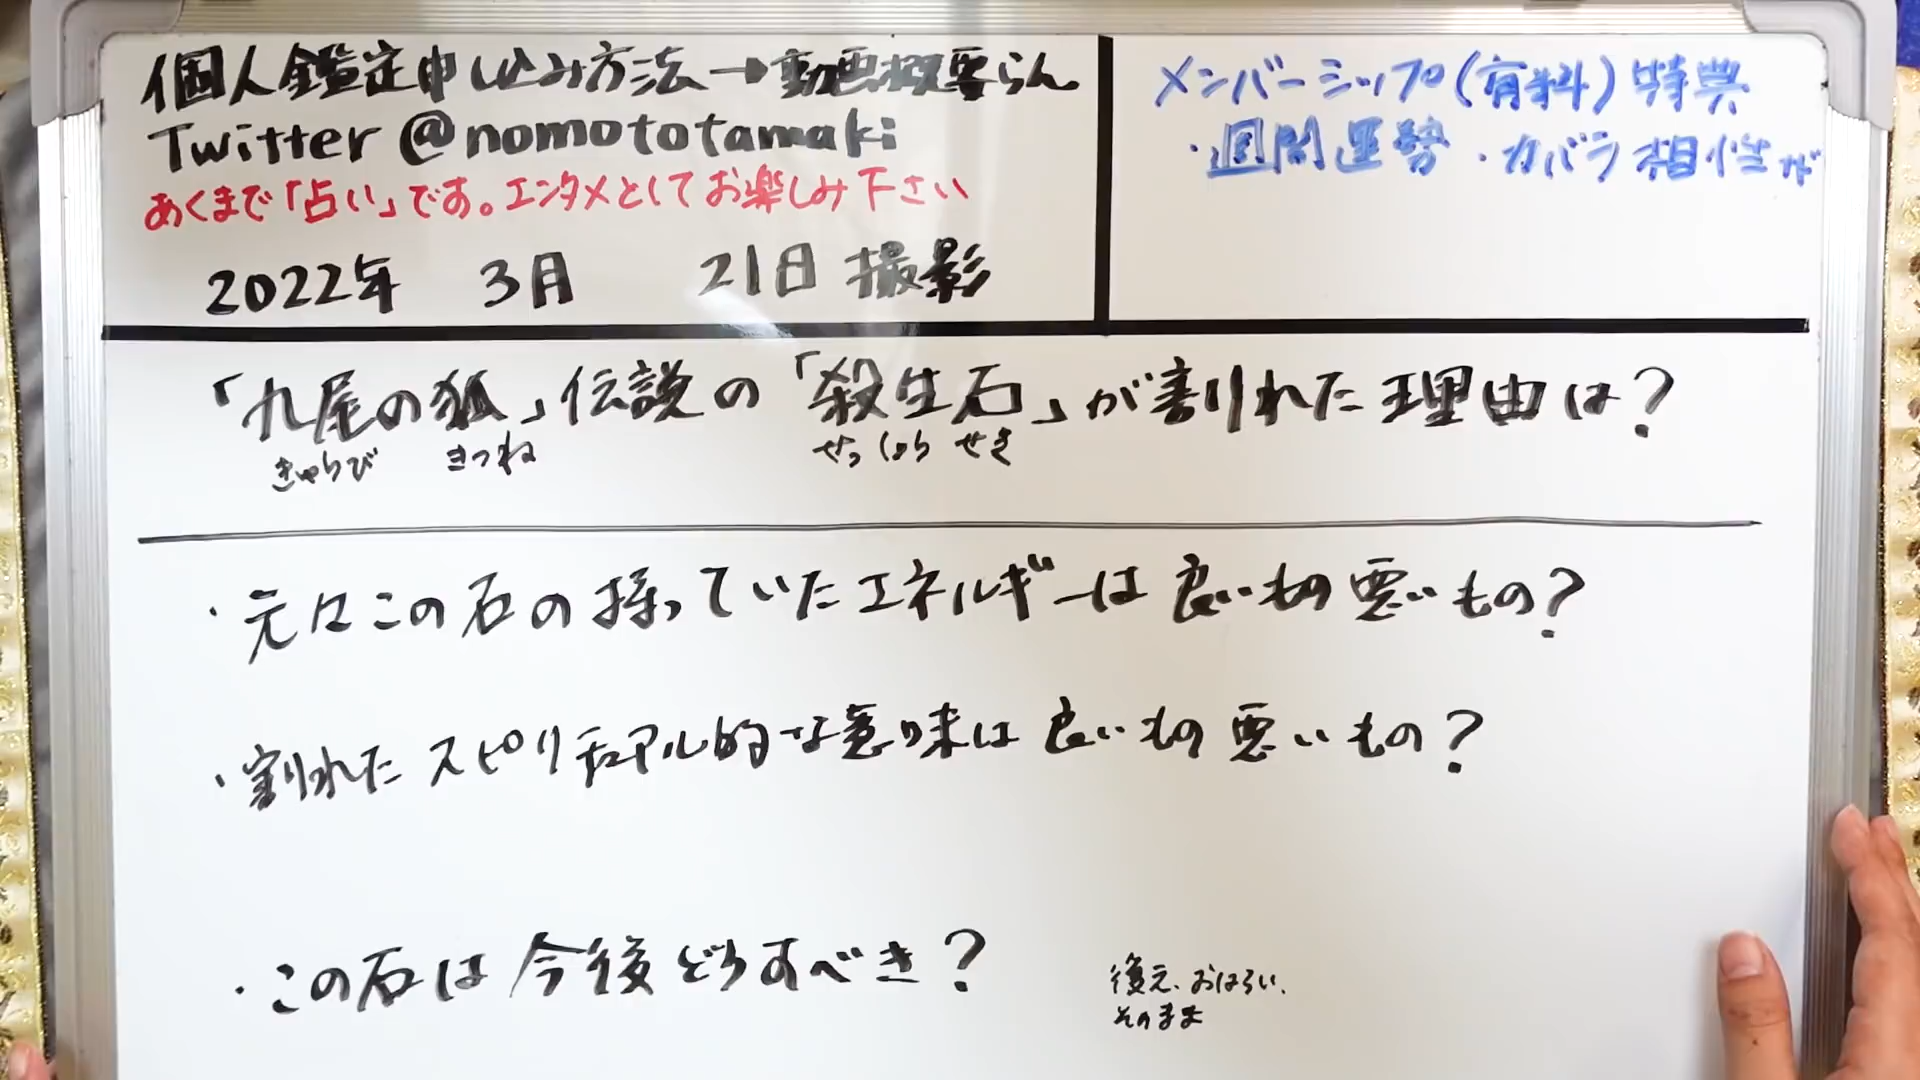 個人鑑定申し込み方法→動画概要らん
Twitter @nomototamaki
あくまで「占い」です。エンタメとしてお楽しみ下さい
2022年 3月 21日 撮影
メンバーシップ(有料)特典
・週間運勢・カバラ相性が
「九尾の狐」伝説の「殺生石」が割れた理由は?
きゅうび きつね せっしょうせき
・元々この石の持っていたエネルギーは良いもの悪いもの?
・割れたスピリチュアル的な意味は良いもの悪いもの?
・この石は今後どうすべき?
復元、おはらい、
そのまま